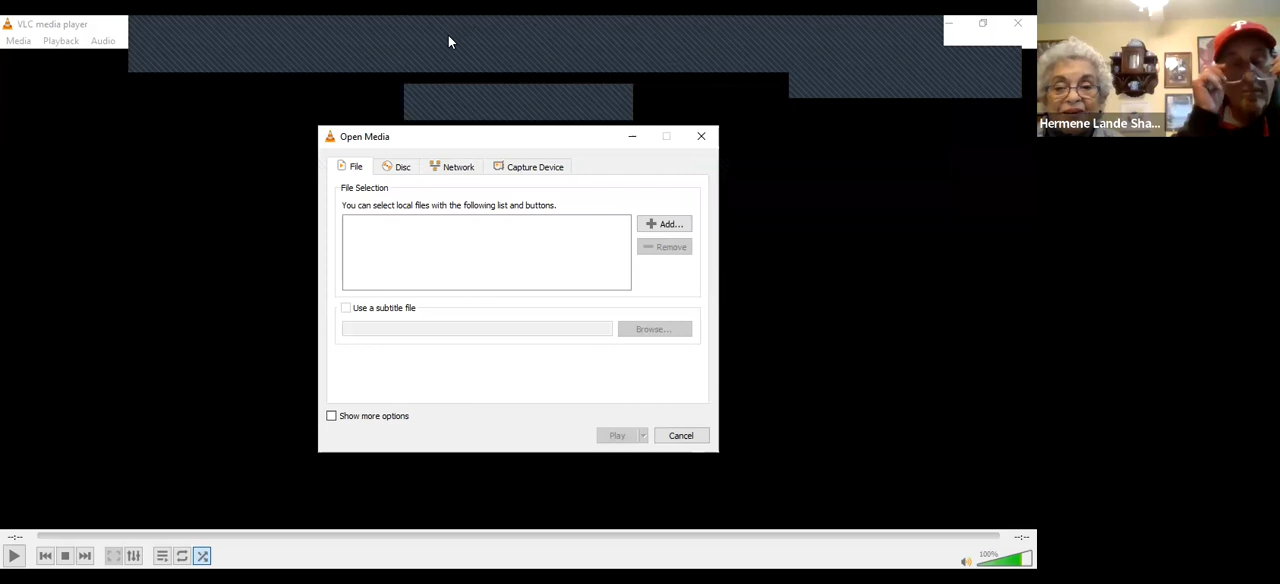 VLC media player
Media Playback Audio
Open Media
File Disc Network Capture Device
File Selection
You can select local files with the following list and buttons.
Add...
Remove
Use a subtitle file
Browse...
Show more options
Play Cancel
--:-- --:--
100%
Hermene Lande Sha...
P